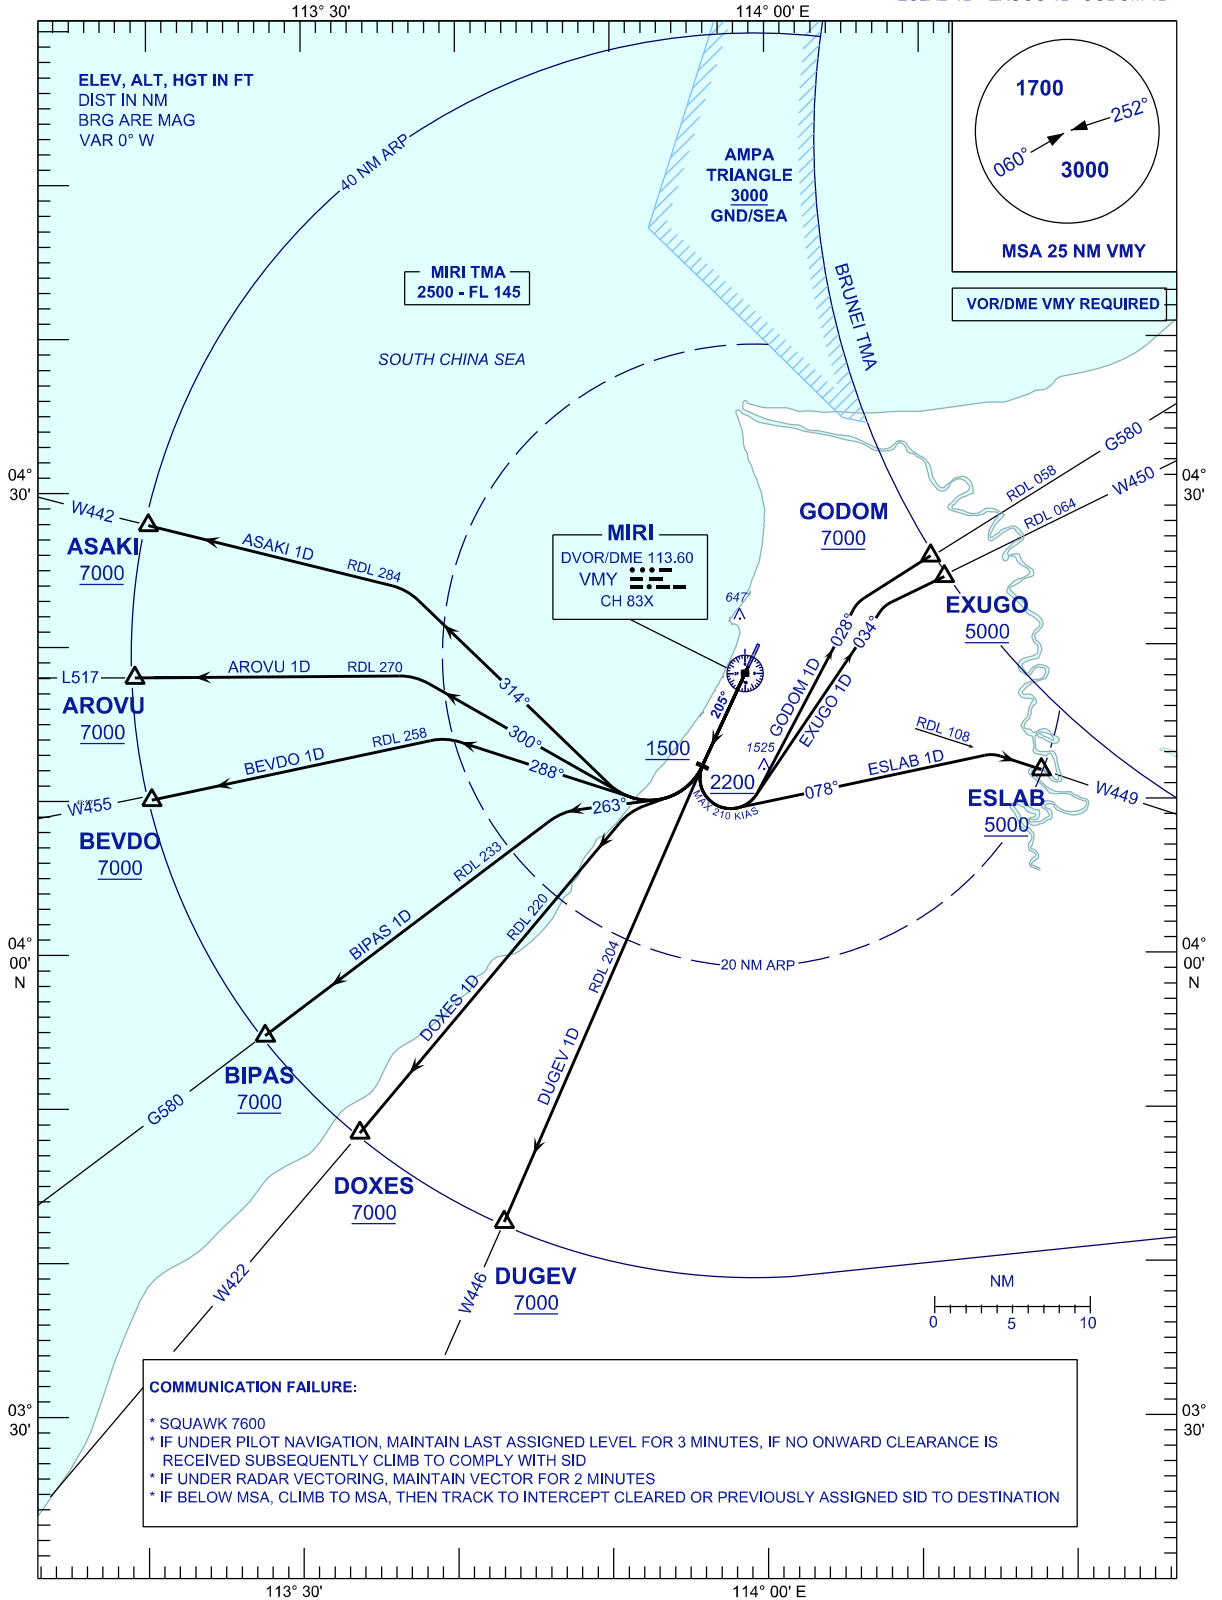 113° 30'
114° 00' E
ELEV, ALT, HGT IN FT
DIST IN NM
BRG ARE MAG
VAR 0° W
40 NM ARP
AMPA
TRIANGLE
3000
GND/SEA
1700
252°
060°
3000
MSA 25 NM VMY
VOR/DME VMY REQUIRED
MIRI TMA
2500 - FL 145
BRUNEI TMA
SOUTH CHINA SEA
04°
30'
04°
30'
G580
RDL 058
W450
RDL 064
W442
ASAKI
7000
ASAKI 1D
RDL 284
MIRI
DVOR/DME 113.60
VMY
CH 83X
647
GODOM
7000
EXUGO
5000
028°
034°
GODOM 1D
EXUGO 1D
L517
AROVU
7000
AROVU 1D
RDL 270
314°
300°
288°
263°
205°
1500
1525
2200
MAX 210 KIAS
078°
ESLAB 1D
RDL 108
ESLAB
5000
W449
BEVDO 1D
RDL 258
W455
BEVDO
7000
RDL 233
BIPAS 1D
RDL 220
DOXES 1D
RDL 204
DUGEV 1D
20 NM ARP
04°
00'
N
04°
00'
N
BIPAS
7000
G580
DOXES
7000
W422
DUGEV
7000
W446
NM
0 5 10
03°
30'
03°
30'
COMMUNICATION FAILURE:
* SQUAWK 7600
* IF UNDER PILOT NAVIGATION, MAINTAIN LAST ASSIGNED LEVEL FOR 3 MINUTES, IF NO ONWARD CLEARANCE IS
RECEIVED SUBSEQUENTLY CLIMB TO COMPLY WITH SID
* IF UNDER RADAR VECTORING, MAINTAIN VECTOR FOR 2 MINUTES
* IF BELOW MSA, CLIMB TO MSA, THEN TRACK TO INTERCEPT CLEARED OR PREVIOUSLY ASSIGNED SID TO DESTINATION
113° 30'
114° 00' E